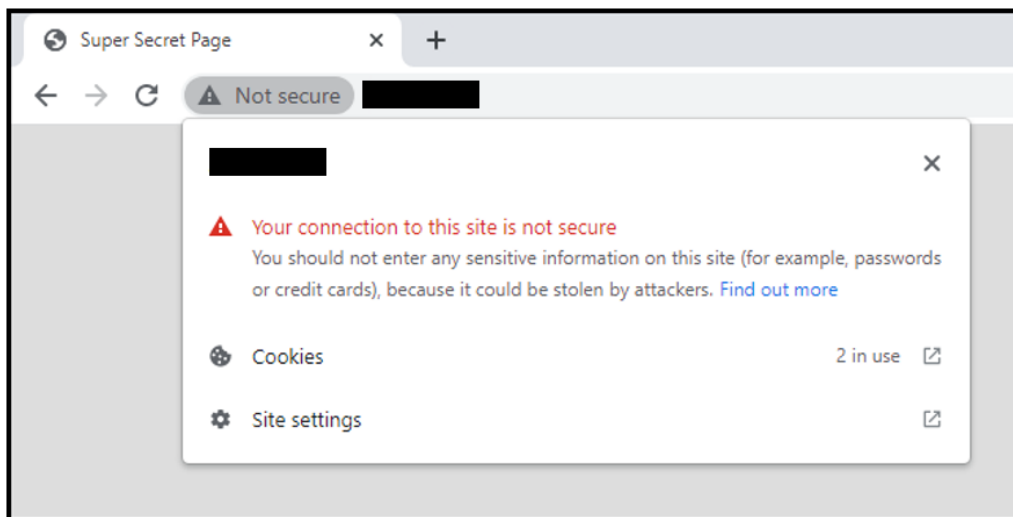 Super Secret Page
Not secure
Your connection to this site is not secure
You should not enter any sensitive information on this site (for example, passwords
or credit cards), because it could be stolen by attackers. Find out more
Cookies 2 in use
Site settings